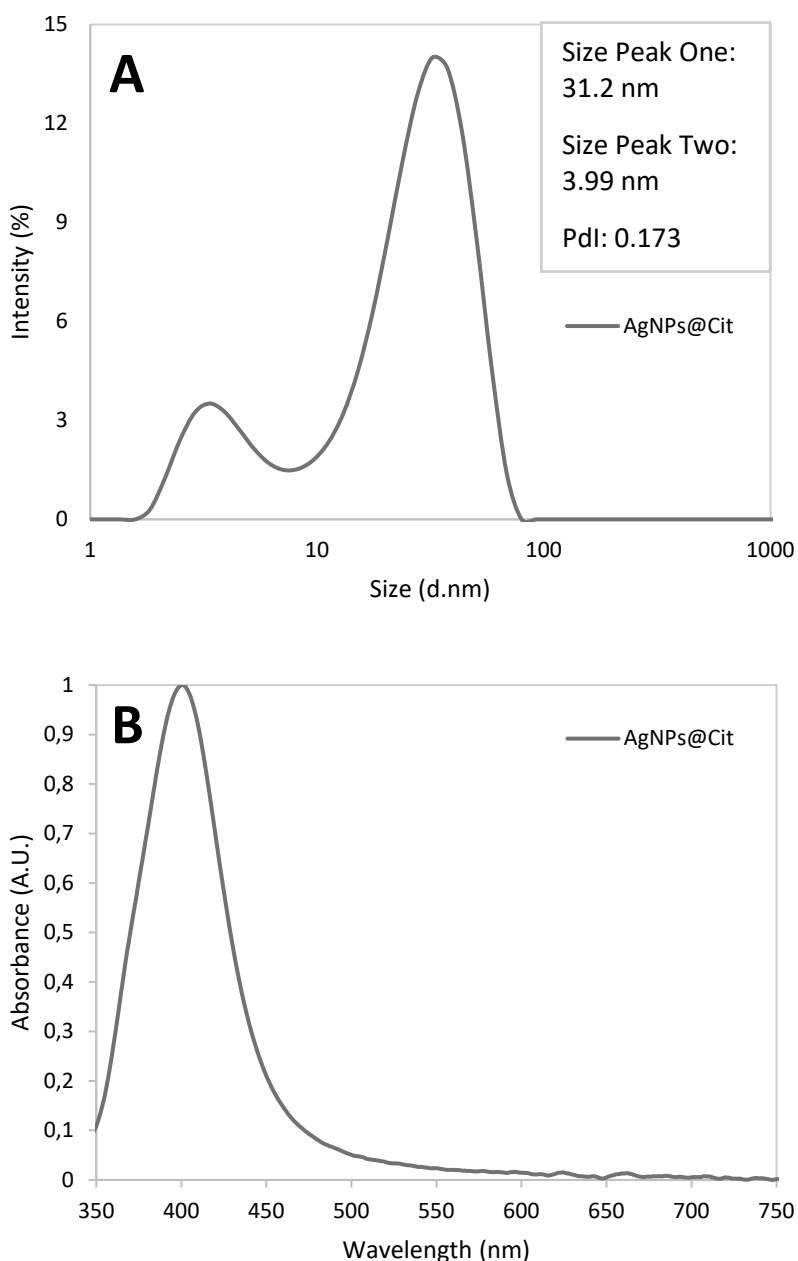 A
15
12
9
6
3
0
Intensity (%)
Size Peak One:
31.2 nm
Size Peak Two:
3.99 nm
PdI: 0.173
AgNPs@Cit
1 10 100 1000
Size (d.nm)
B
1
0,9
0,8
0,7
0,6
0,5
0,4
0,3
0,2
0,1
0
Absorbance (A.U.)
AgNPs@Cit
350 400 450 500 550 600 650 700 750
Wavelength (nm)